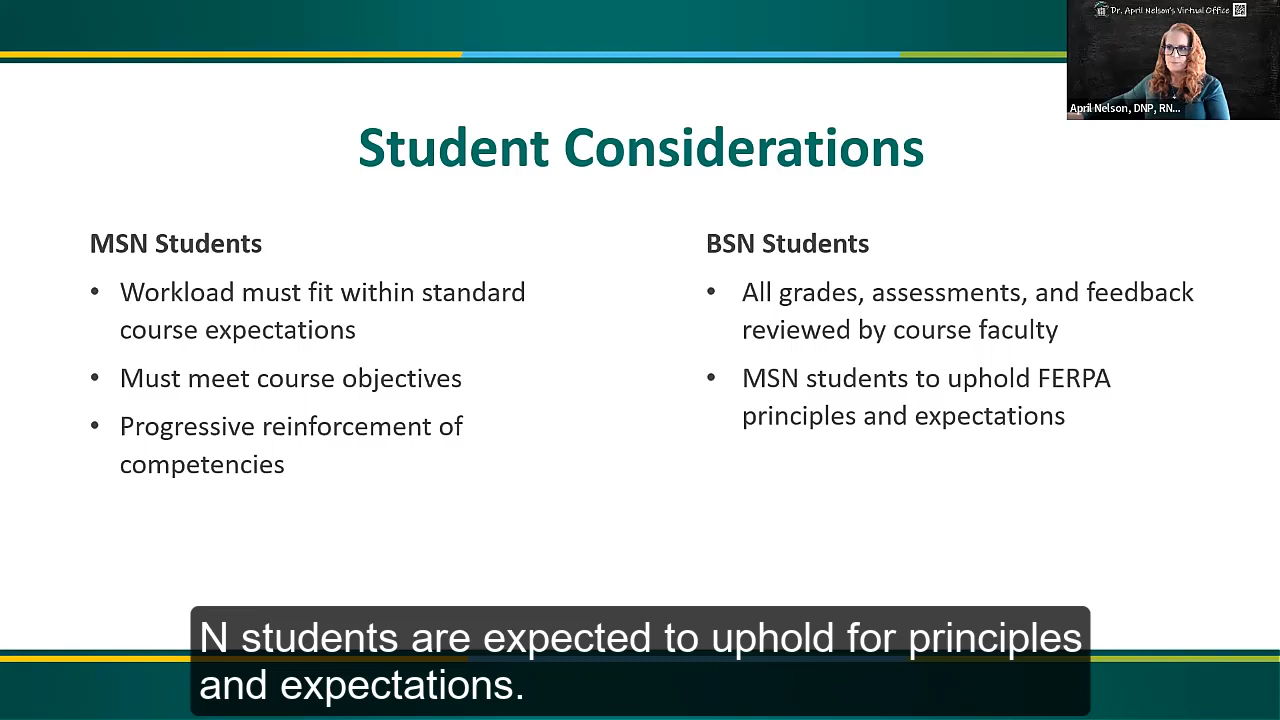 Dr. April Nelson's Virtual Office
April Nelson, DNP, RN...
Student Considerations
MSN Students
• Workload must fit within standard
course expectations
• Must meet course objectives
• Progressive reinforcement of
competencies
BSN Students
• All grades, assessments, and feedback
reviewed by course faculty
• MSN students to uphold FERPA
principles and expectations
N students are expected to uphold for principles
and expectations.